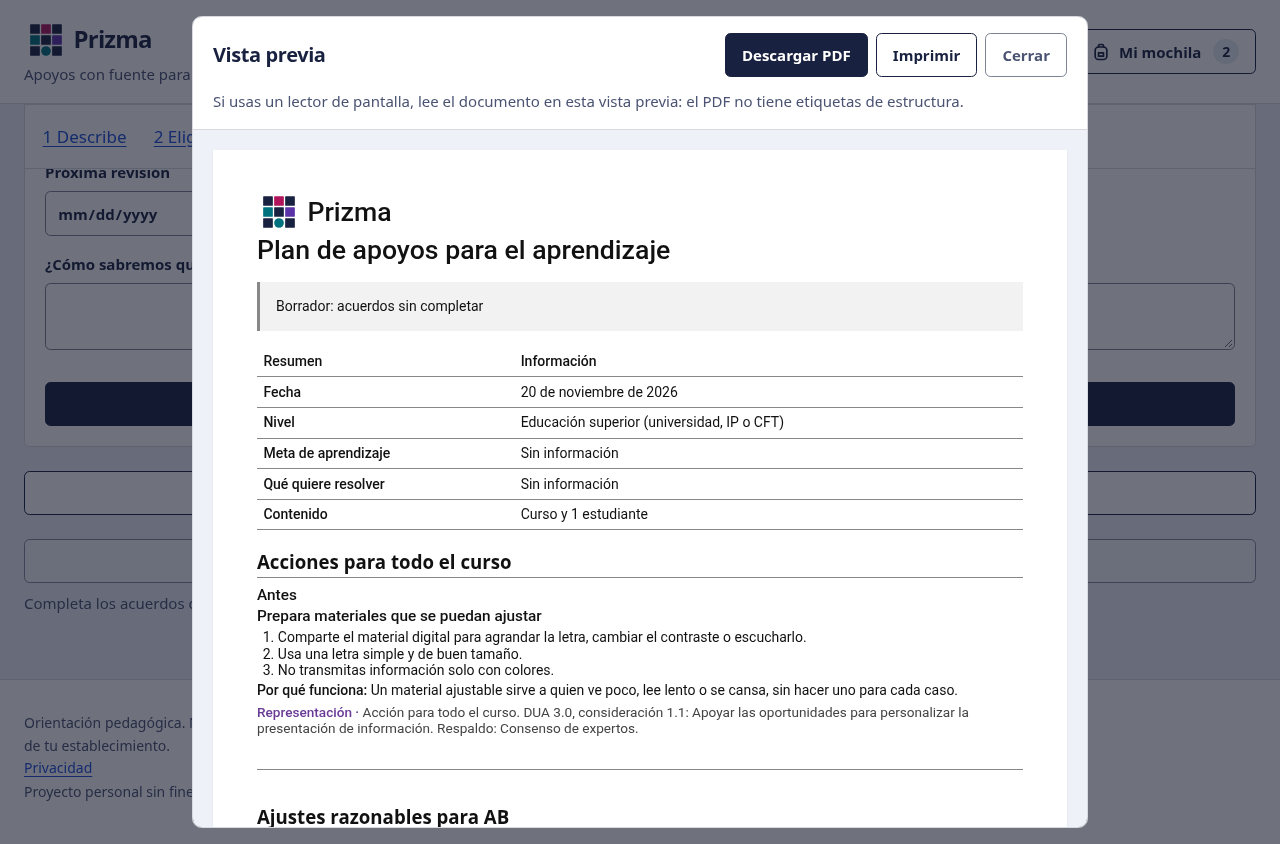 Prizma
Apoyos con fuente para
Mi mochila 2
1 Describe 2 Elig
Próxima revisión
mm/dd/yyyy
¿Cómo sabremos qu
Completa los acuerdos d
Orientación pedagógica. N
de tu establecimiento.
Privacidad
Proyecto personal sin fine
Vista previa
Descargar PDF
Imprimir
Cerrar
Si usas un lector de pantalla, lee el documento en esta vista previa: el PDF no tiene etiquetas de estructura.
Prizma
Plan de apoyos para el aprendizaje
Borrador: acuerdos sin completar
Resumen Información
Fecha 20 de noviembre de 2026
Nivel Educación superior (universidad, IP o CFT)
Meta de aprendizaje Sin información
Qué quiere resolver Sin información
Contenido Curso y 1 estudiante
Acciones para todo el curso
Antes
Prepara materiales que se puedan ajustar
1. Comparte el material digital para agrandar la letra, cambiar el contraste o escucharlo.
2. Usa una letra simple y de buen tamaño.
3. No transmitas información solo con colores.
Por qué funciona: Un material ajustable sirve a quien ve poco, lee lento o se cansa, sin hacer uno para cada caso.
Representación · Acción para todo el curso. DUA 3.0, consideración 1.1: Apoyar las oportunidades para personalizar la
presentación de información. Respaldo: Consenso de expertos.
Ajustes razonables para AB